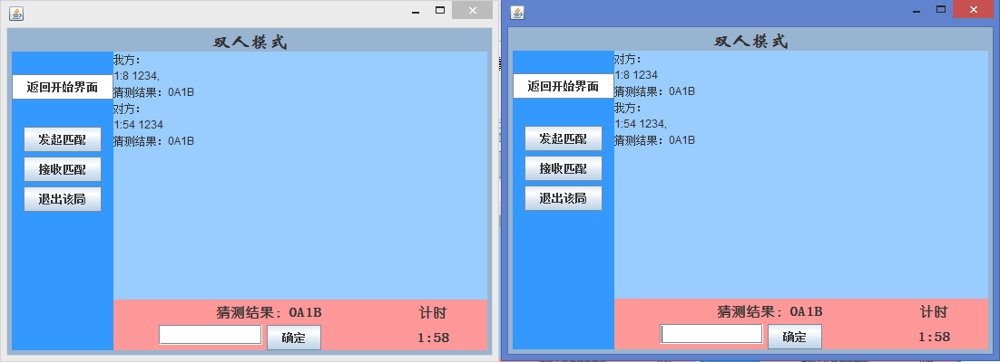 双人模式
返回开始界面
发起匹配
接收匹配
退出该局
我方：
1:8 1234,
猜测结果：0A1B
对方：
1:54 1234
猜测结果：0A1B
猜测结果: 0A1B
计时
确定
1:58
双人模式
返回开始界面
发起匹配
接收匹配
退出该局
对方：
1:8 1234
猜测结果：0A1B
我方：
1:54 1234,
猜测结果：0A1B
猜测结果: 0A1B
计时
确定
1:58